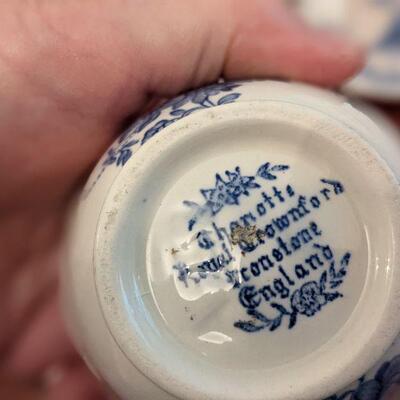 Charlotte
Royal Crownford
Ironstone
England